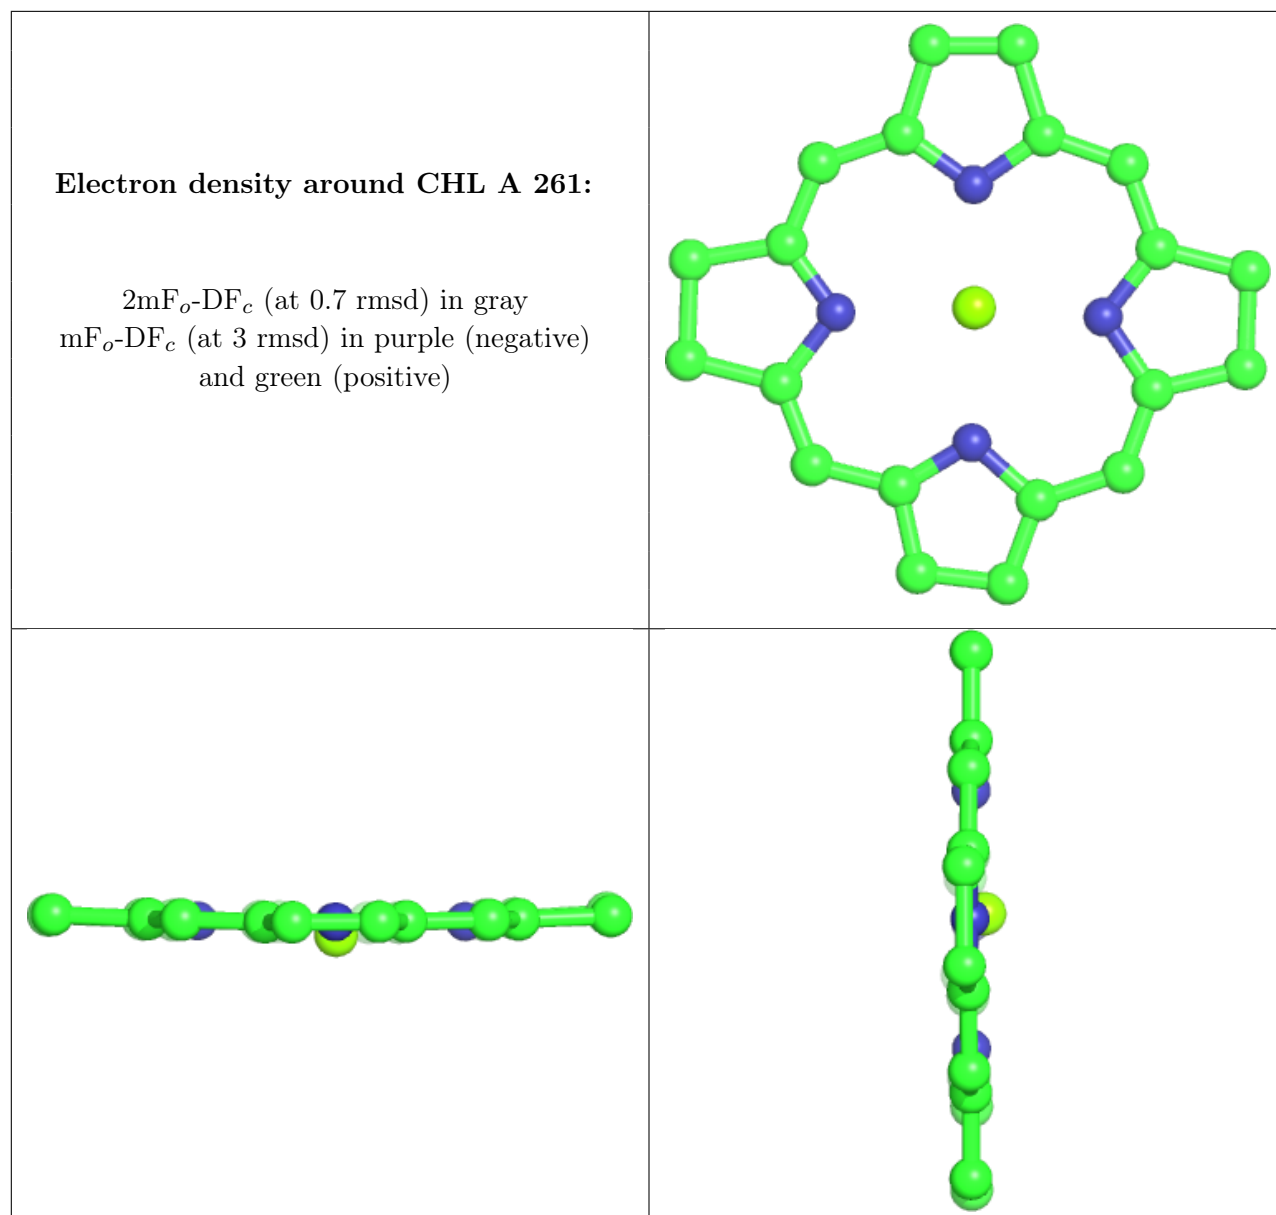 Electron density around CHL A 261:
2mFo-DFc (at 0.7 rmsd) in gray
mFo-DFc (at 3 rmsd) in purple (negative)
and green (positive)